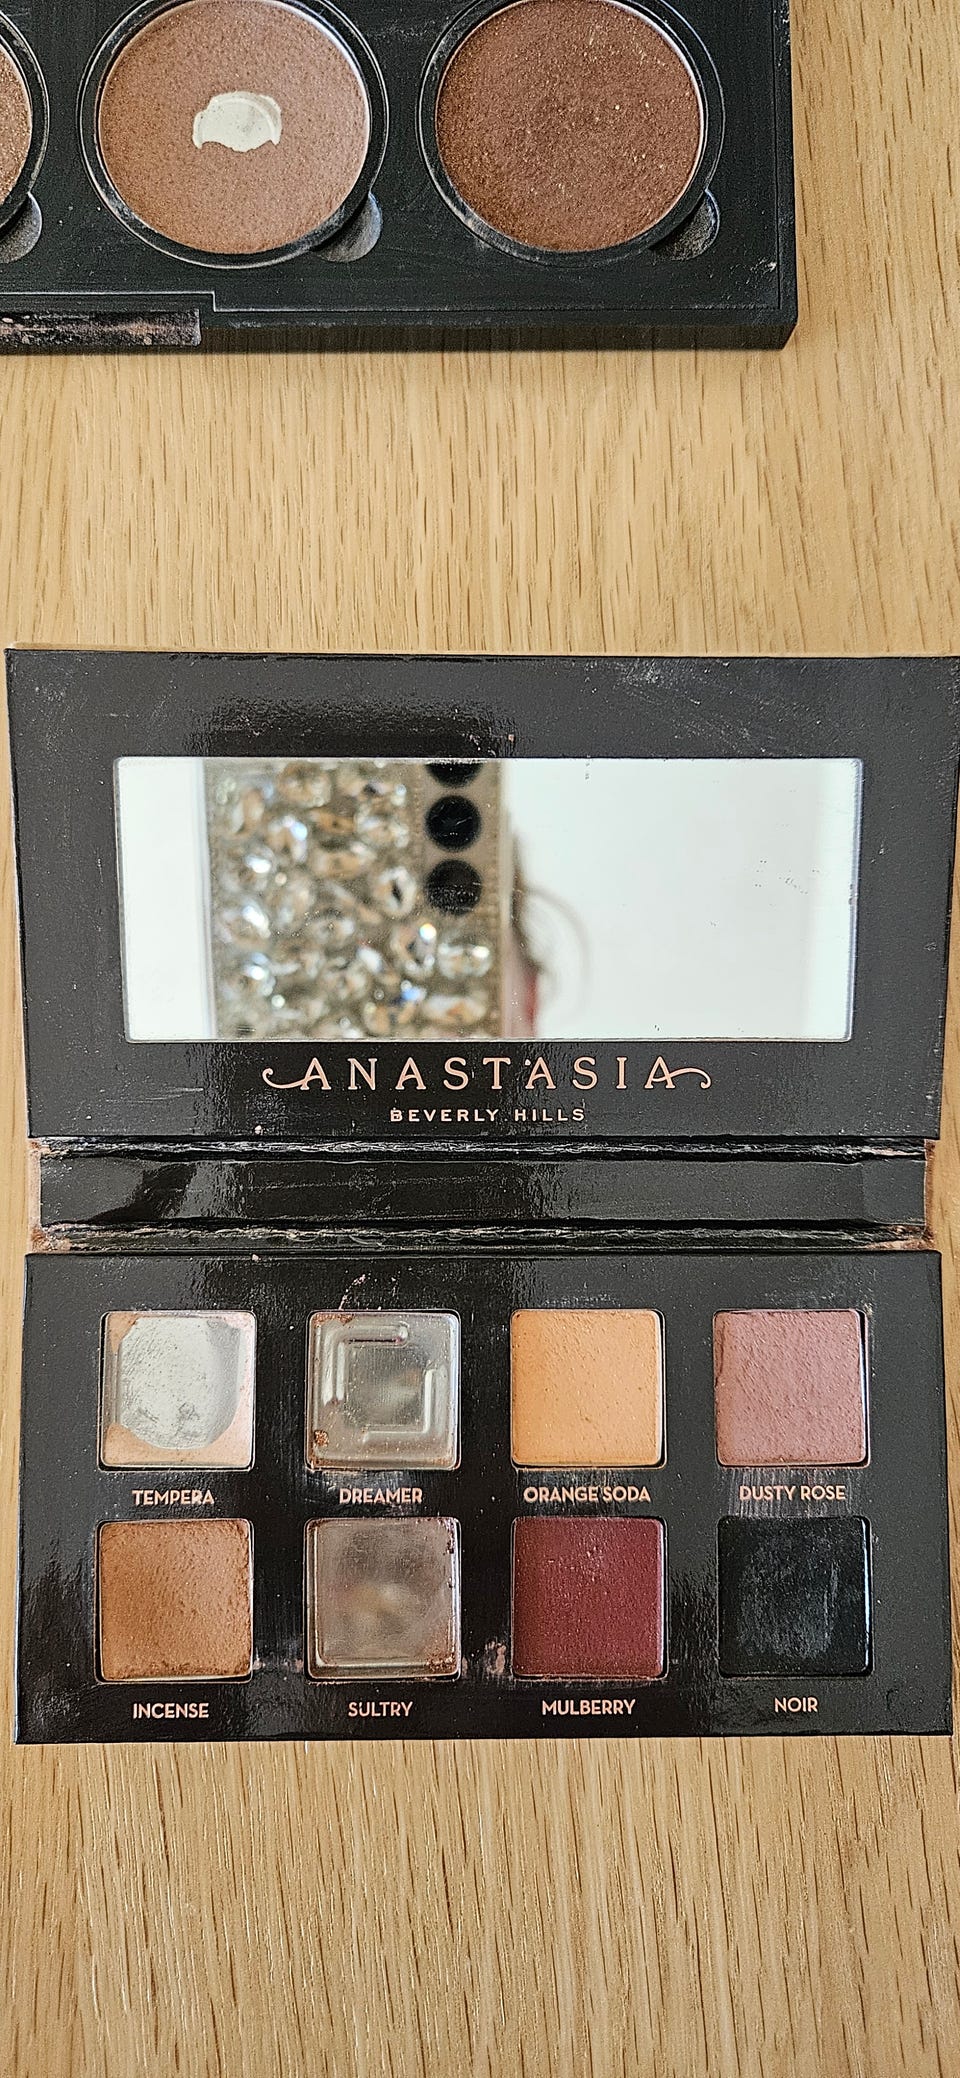 ANASTASIA
BEVERLY HILLS
TEMPERA DREAMER ORANGE SODA DUSTY ROSE
INCENSE SULTRY MULBERRY NOIR